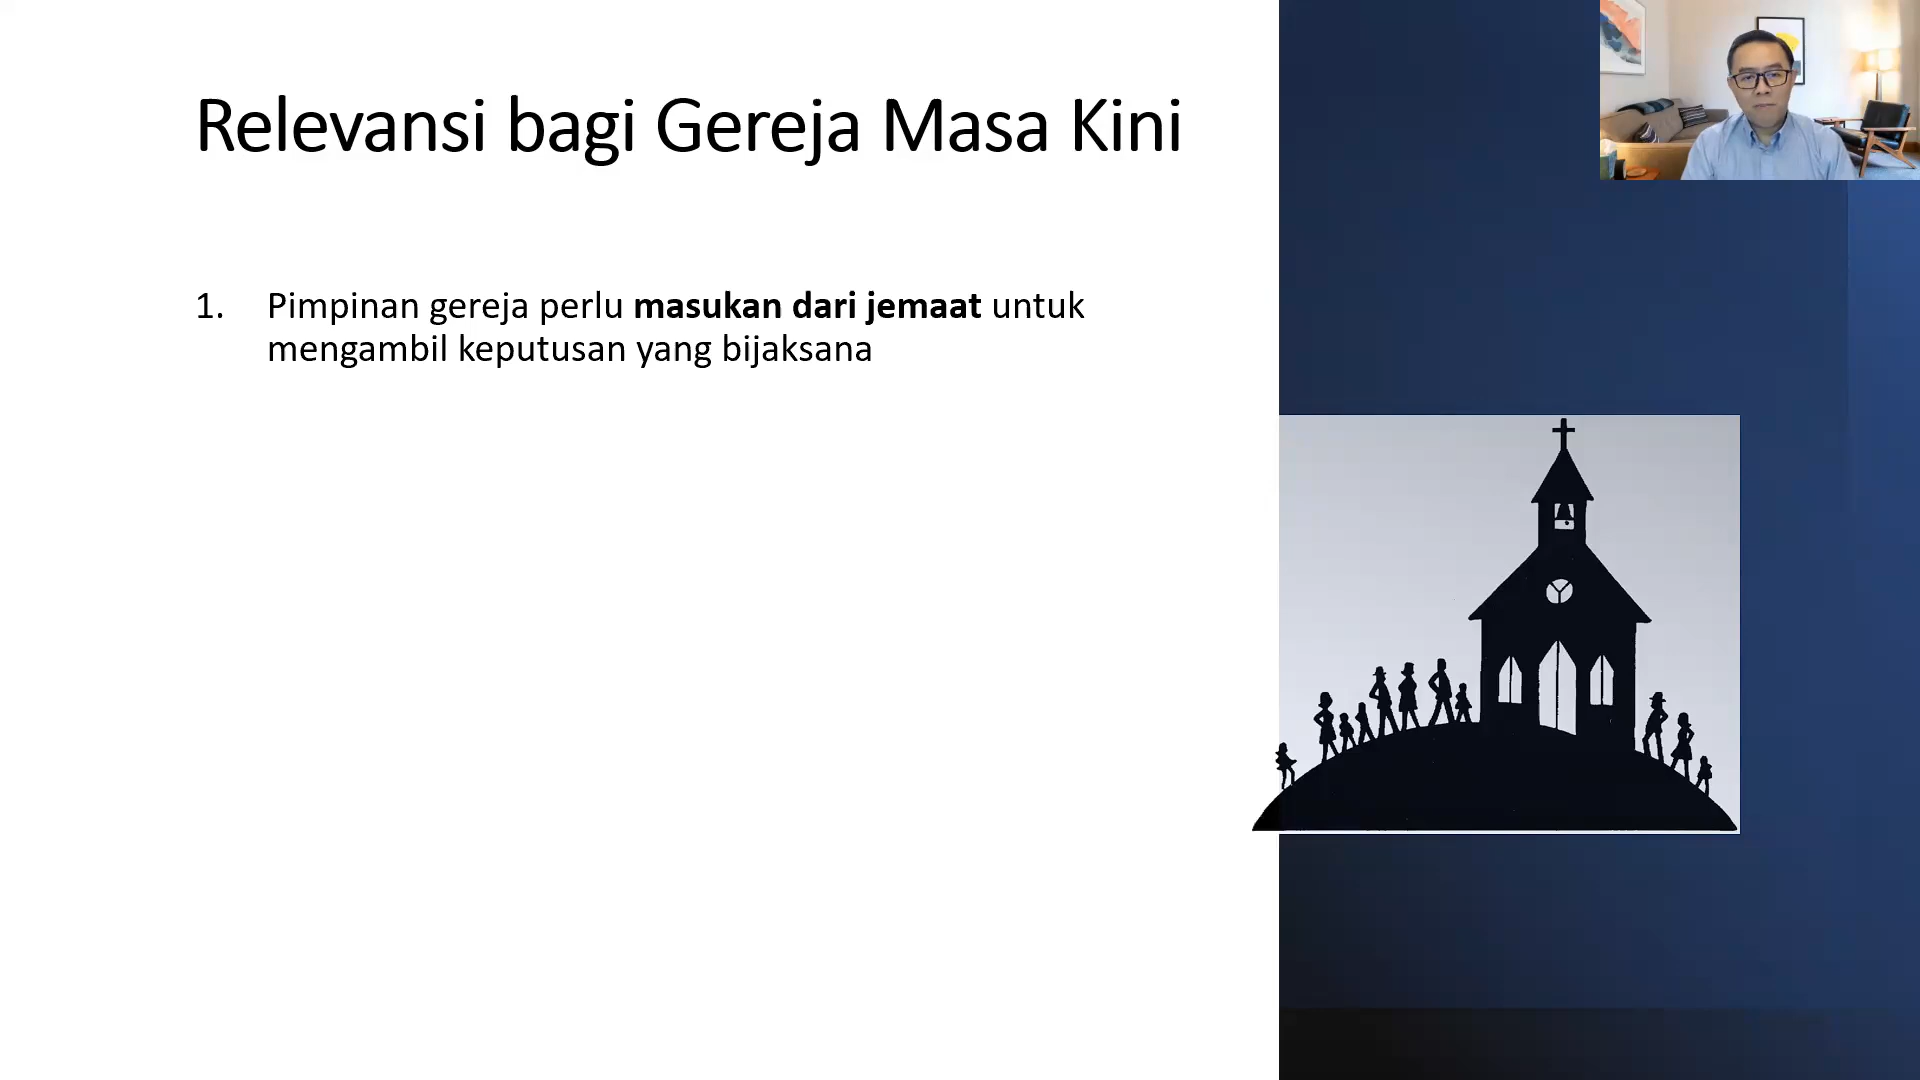 Relevansi bagi Gereja Masa Kini
1. Pimpinan gereja perlu masukan dari jemaat untuk
mengambil keputusan yang bijaksana